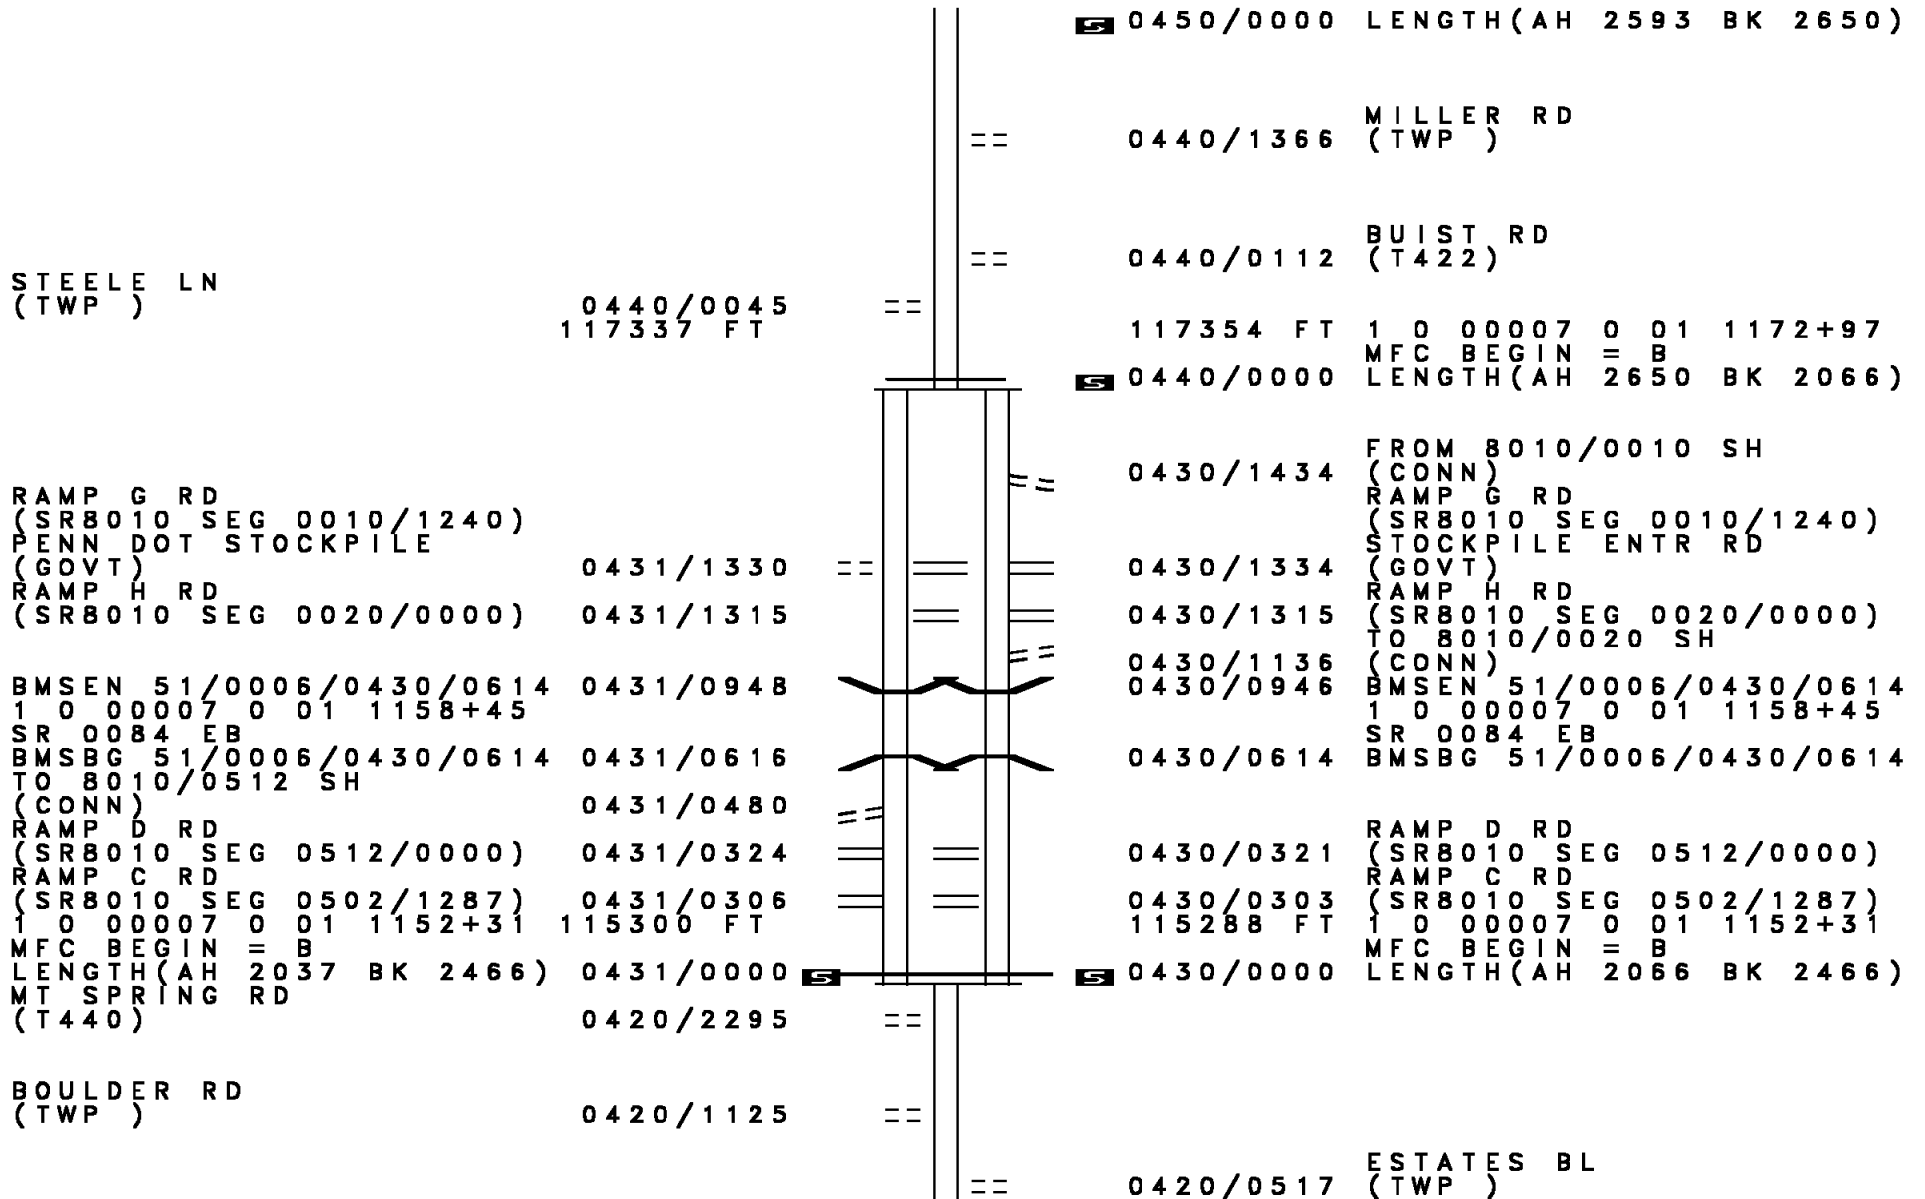 S 0450/0000 LENGTH(AH 2593 BK 2650)
MILLER RD
0440/1366 (TWP )
BUIST RD
0440/0112 (T422)
STEELE LN
(TWP ) 0440/0045
117337 FT 117354 FT 1 0 00007 0 01 1172+97
MFC BEGIN = B
S 0440/0000 LENGTH(AH 2650 BK 2066)
FROM 8010/0010 SH
0430/1434 (CONN)
RAMP G RD RAMP G RD
(SR8010 SEG 0010/1240) (SR8010 SEG 0010/1240)
PENN DOT STOCKPILE STOCKPILE ENTR RD
(GOVT) 0431/1330 0430/1334 (GOVT)
RAMP H RD RAMP H RD
(SR8010 SEG 0020/0000) 0431/1315 0430/1315 (SR8010 SEG 0020/0000)
TO 8010/0020 SH
0430/1136 (CONN)
BMSEN 51/0006/0430/0614 0431/0948 0430/0946 BMSEN 51/0006/0430/0614
1 0 00007 0 01 1158+45 1 0 00007 0 01 1158+45
SR 0084 EB SR 0084 EB
BMSBG 51/0006/0430/0614 0431/0616 0430/0614 BMSBG 51/0006/0430/0614
TO 8010/0512 SH
(CONN) 0431/0480
RAMP D RD RAMP D RD
(SR8010 SEG 0512/0000) 0431/0324 0430/0321 (SR8010 SEG 0512/0000)
RAMP C RD RAMP C RD
(SR8010 SEG 0502/1287) 0431/0306 0430/0303 (SR8010 SEG 0502/1287)
1 0 00007 0 01 1152+31 115300 FT 115288 FT 1 0 00007 0 01 1152+31
MFC BEGIN = B MFC BEGIN = B
LENGTH(AH 2037 BK 2466) 0431/0000 S S 0430/0000 LENGTH(AH 2066 BK 2466)
MT SPRING RD
(T440) 0420/2295
BOULDER RD
(TWP ) 0420/1125
ESTATES BL
0420/0517 (TWP )